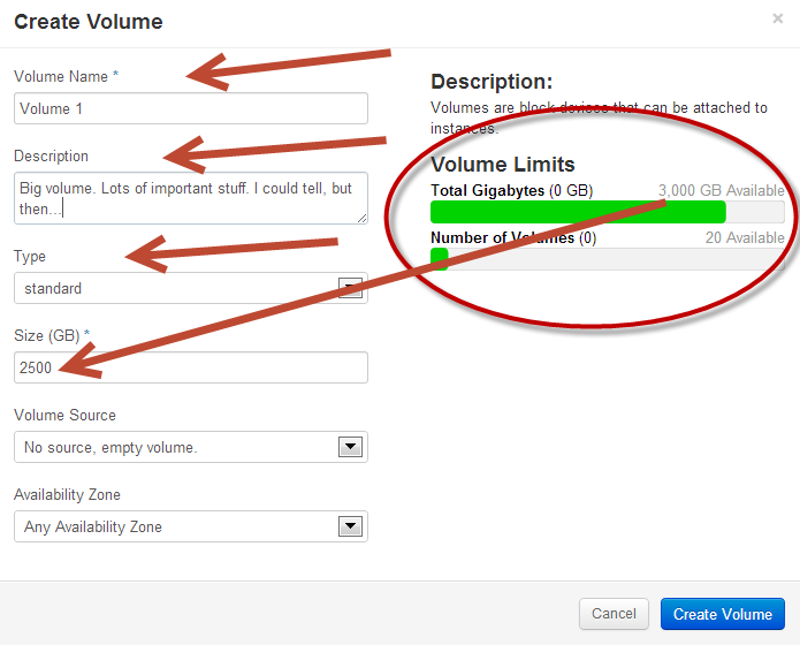 Create Volume
×
Volume Name *
Volume 1
Description
Big volume. Lots of important stuff. I could tell, but
then...
Type
standard
Size (GB) *
2500
Volume Source
No source, empty volume.
Availability Zone
Any Availability Zone
Description:
Volumes are block devices that can be attached to
instances.
Volume Limits
Total Gigabytes (0 GB) 3,000 GB Available
Number of Volumes (0) 20 Available
Cancel
Create Volume